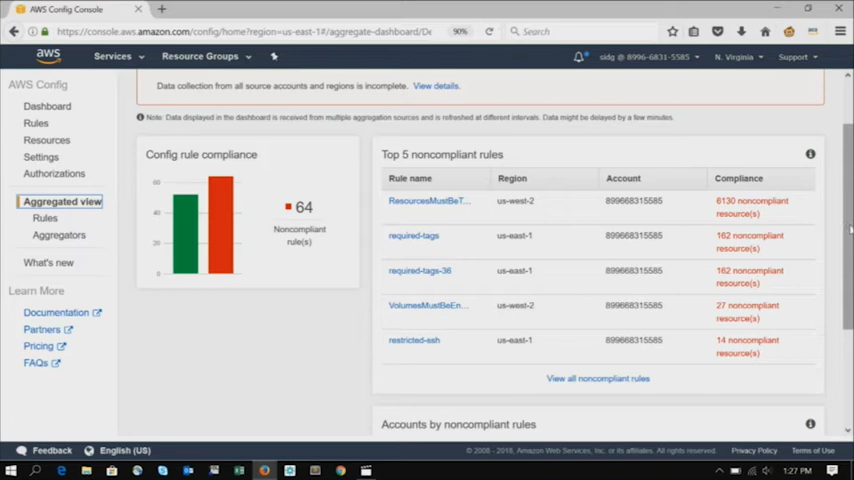 AWS Config Console
https://console.aws.amazon.com/config/home?region=us-east-1#/aggregate-dashboard/De
90%
Search
aws
Services
Resource Groups
sidg @ 8996-6831-5585
N. Virginia
Support
AWS Config
Dashboard
Rules
Resources
Settings
Authorizations
Aggregated view
Rules
Aggregators
What's new
Learn More
Documentation
Partners
Pricing
FAQs
Data collection from all source accounts and regions is incomplete. View details.
Note: Data displayed in the dashboard is received from multiple aggregation sources and is refreshed at different intervals. Data might be delayed by a few minutes.
Config rule compliance
60
40
20
0
64
Noncompliant
rule(s)
Top 5 noncompliant rules
Rule name Region Account Compliance
ResourcesMustBeT... us-west-2 899668315585 6130 noncompliant
resource(s)
required-tags us-east-1 899668315585 162 noncompliant
resource(s)
required-tags-36 us-east-1 899668315585 162 noncompliant
resource(s)
VolumesMustBeEn... us-west-2 899668315585 27 noncompliant
resource(s)
restricted-ssh us-east-1 899668315585 14 noncompliant
resource(s)
View all noncompliant rules
Accounts by noncompliant rules
Feedback
English (US)
© 2008 - 2018, Amazon Web Services, Inc. or its affiliates. All rights reserved.
Privacy Policy
Terms of Use
1:27 PM